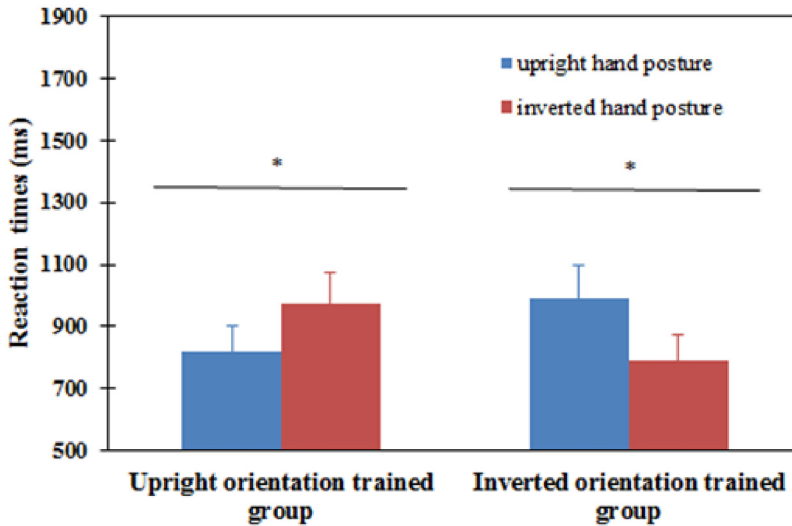 1900
1700
1500
1300
1100
900
700
500
Reaction times (ms)
upright hand posture
inverted hand posture
*
*
Upright orientation trained
group
Inverted orientation trained
group